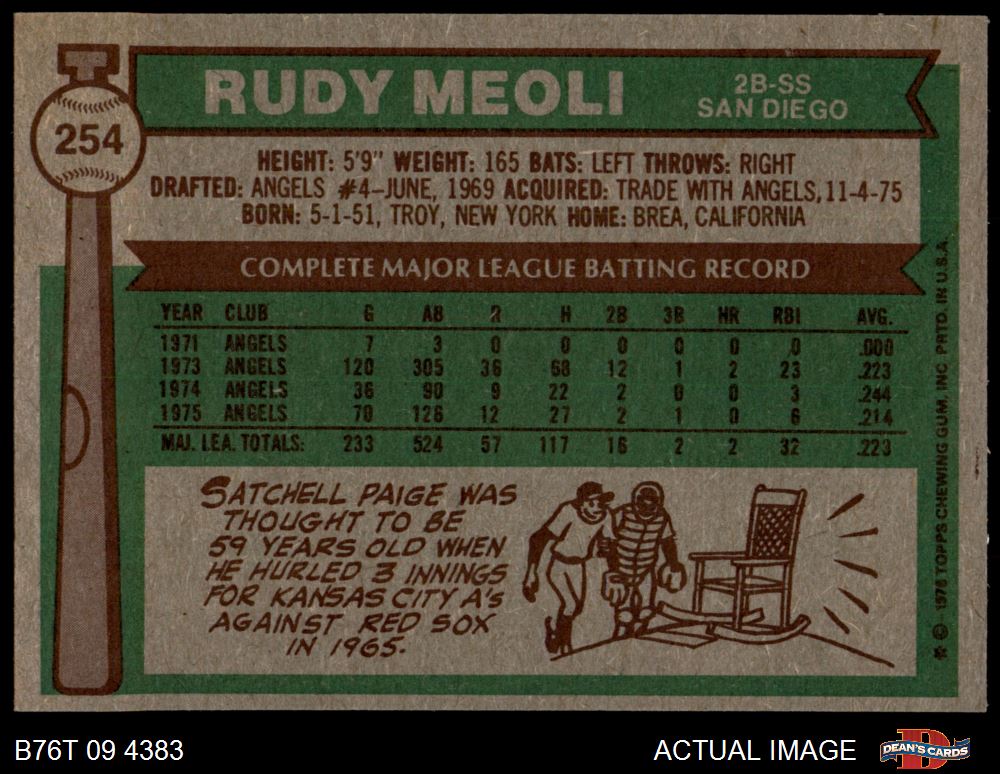 RUDY MEOLI
2B-SS
SAN DIEGO
254
HEIGHT: 5'9" WEIGHT: 165 BATS: LEFT THROWS: RIGHT
DRAFTED: ANGELS #4-JUNE, 1969 ACQUIRED: TRADE WITH ANGELS, 11-4-75
BORN: 5-1-51, TROY, NEW YORK HOME: BREA, CALIFORNIA
COMPLETE MAJOR LEAGUE BATTING RECORD
YEAR CLUB G AB R H 2B 3B HR RBI AVG.
1971 ANGELS 7 3 0 0 0 0 0 0 .000
1973 ANGELS 120 305 36 68 12 1 2 23 .223
1974 ANGELS 36 90 9 22 2 0 0 3 .244
1975 ANGELS 70 126 12 27 2 1 0 6 .214
MAJ. LEA. TOTALS: 233 524 57 117 16 2 2 32 .223
SATCHELL PAIGE WAS
THOUGHT TO BE
59 YEARS OLD WHEN
HE HURLED 3 INNINGS
FOR KANSAS CITY A'S
AGAINST RED SOX
IN 1965.
© 1976 TOPPS CHEWING GUM, INC PRTD. IN U.S.A.
B76T 09 4383
ACTUAL IMAGE
DEAN'S CARDS